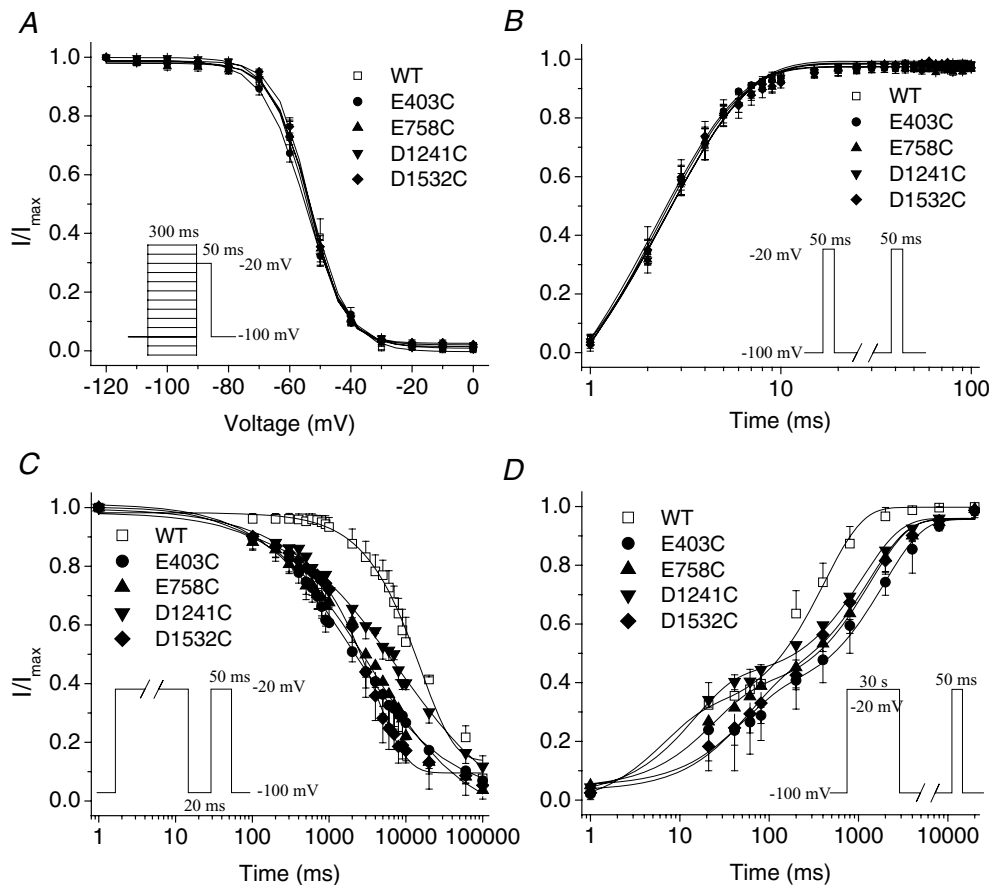 A
I/Imax
1.0
0.8
0.6
0.4
0.2
0.0
WT
E403C
E758C
D1241C
D1532C
300 ms
50 ms
-20 mV
-100 mV
-120 -100 -80 -60 -40 -20 0
Voltage (mV)
B
1.0
0.8
0.6
0.4
0.2
0.0
WT
E403C
E758C
D1241C
D1532C
50 ms 50 ms
-20 mV
-100 mV
1 10 100
Time (ms)
C
I/Imax
1.0
0.8
0.6
0.4
0.2
0.0
WT
E403C
E758C
D1241C
D1532C
50 ms
-20 mV
-100 mV
20 ms
1 10 100 1000 10000 100000
Time (ms)
D
1.0
0.8
0.6
0.4
0.2
0.0
WT
E403C
E758C
D1241C
D1532C
30 s 50 ms
-20 mV
-100 mV
1 10 100 1000 10000
Time (ms)